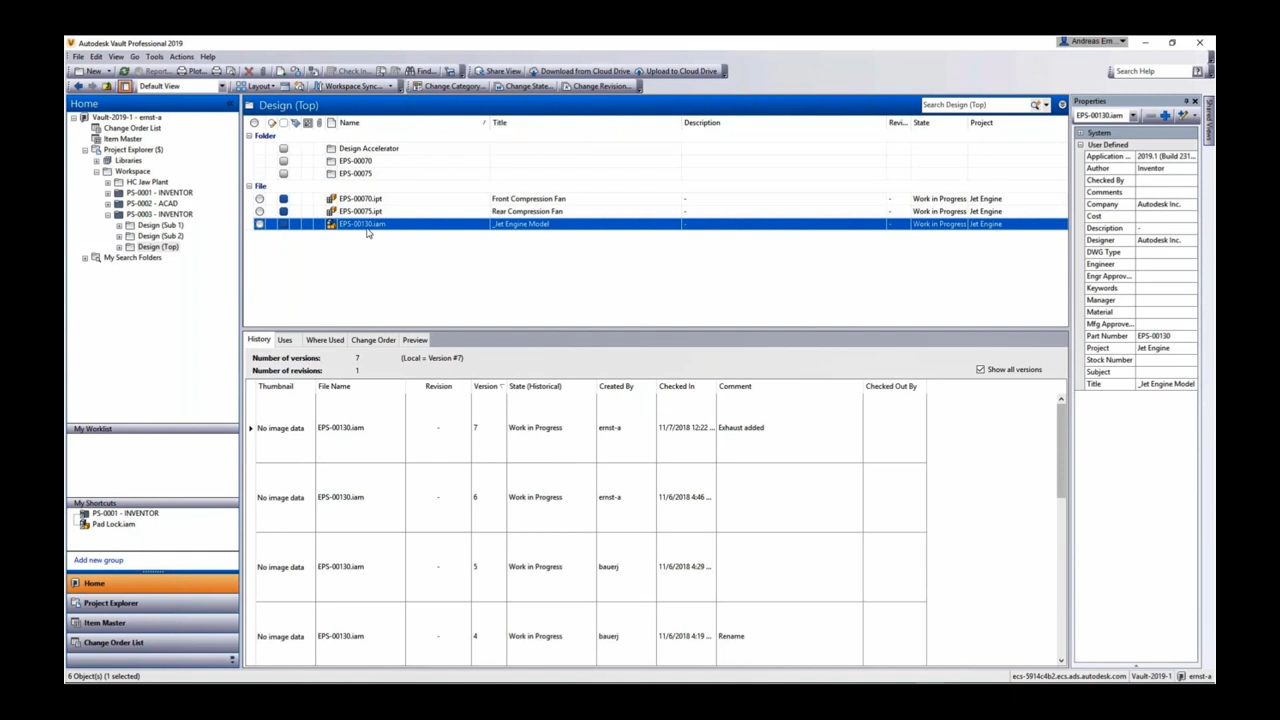 Autodesk Vault Professional 2019
Andreas Em...
File Edit View Go Tools Actions Help
New Report... Plot... Check In... Find... Share View Download from Cloud Drive Upload to Cloud Drive
Search Help
Default View Layout Workspace Sync... Change Category... Change State... Change Revision...
Home
Vault-2019-1 - ernst-a
Change Order List
Item Master
Project Explorer ($)
Libraries
Workspace
HC Jaw Plant
PS-0001 - INVENTOR
PS-0002 - ACAD
PS-0003 - INVENTOR
Design (Sub 1)
Design (Sub 2)
Design (Top)
My Search Folders
My Worklist
My Shortcuts
PS-0001 - INVENTOR
Pad Lock.iam
Add new group
Home
Project Explorer
Item Master
Change Order List
6 Object(s) (1 selected)
Design (Top)
Search Design (Top)
Name Title Description Revi... State Project
Folder
Design Accelerator
EPS-00070
EPS-00075
File
EPS-00070.ipt Front Compression Fan - - Work in Progress Jet Engine
EPS-00075.ipt Rear Compression Fan - - Work in Progress Jet Engine
EPS-00130.iam _Jet Engine Model - - Work in Progress Jet Engine
History Uses Where Used Change Order Preview
Number of versions: 7 (Local = Version #7)
Number of revisions: 1
Show all versions
Thumbnail File Name Revision Version State (Historical) Created By Checked In Comment Checked Out By
No image data EPS-00130.iam - 7 Work in Progress ernst-a 11/7/2018 12:22 ... Exhaust added
No image data EPS-00130.iam - 6 Work in Progress ernst-a 11/6/2018 4:46 ...
No image data EPS-00130.iam - 5 Work in Progress bauerj 11/6/2018 4:29 ...
No image data EPS-00130.iam - 4 Work in Progress bauerj 11/6/2018 4:19 ... Rename
Properties
EPS-00130.iam
System
User Defined
Application ... 2019.1 (Build 231...
Author Inventor
Checked By
Comments
Company Autodesk Inc.
Cost
Description -
Designer Autodesk Inc.
DWG Type
Engineer
Engr Approv...
Keywords
Manager
Material
Mfg Approve...
Part Number EPS-00130
Project Jet Engine
Stock Number
Subject
Title _Jet Engine Model
Shared Views
ecs-5914c4b2.ecs.ads.autodesk.com Vault-2019-1 ernst-a